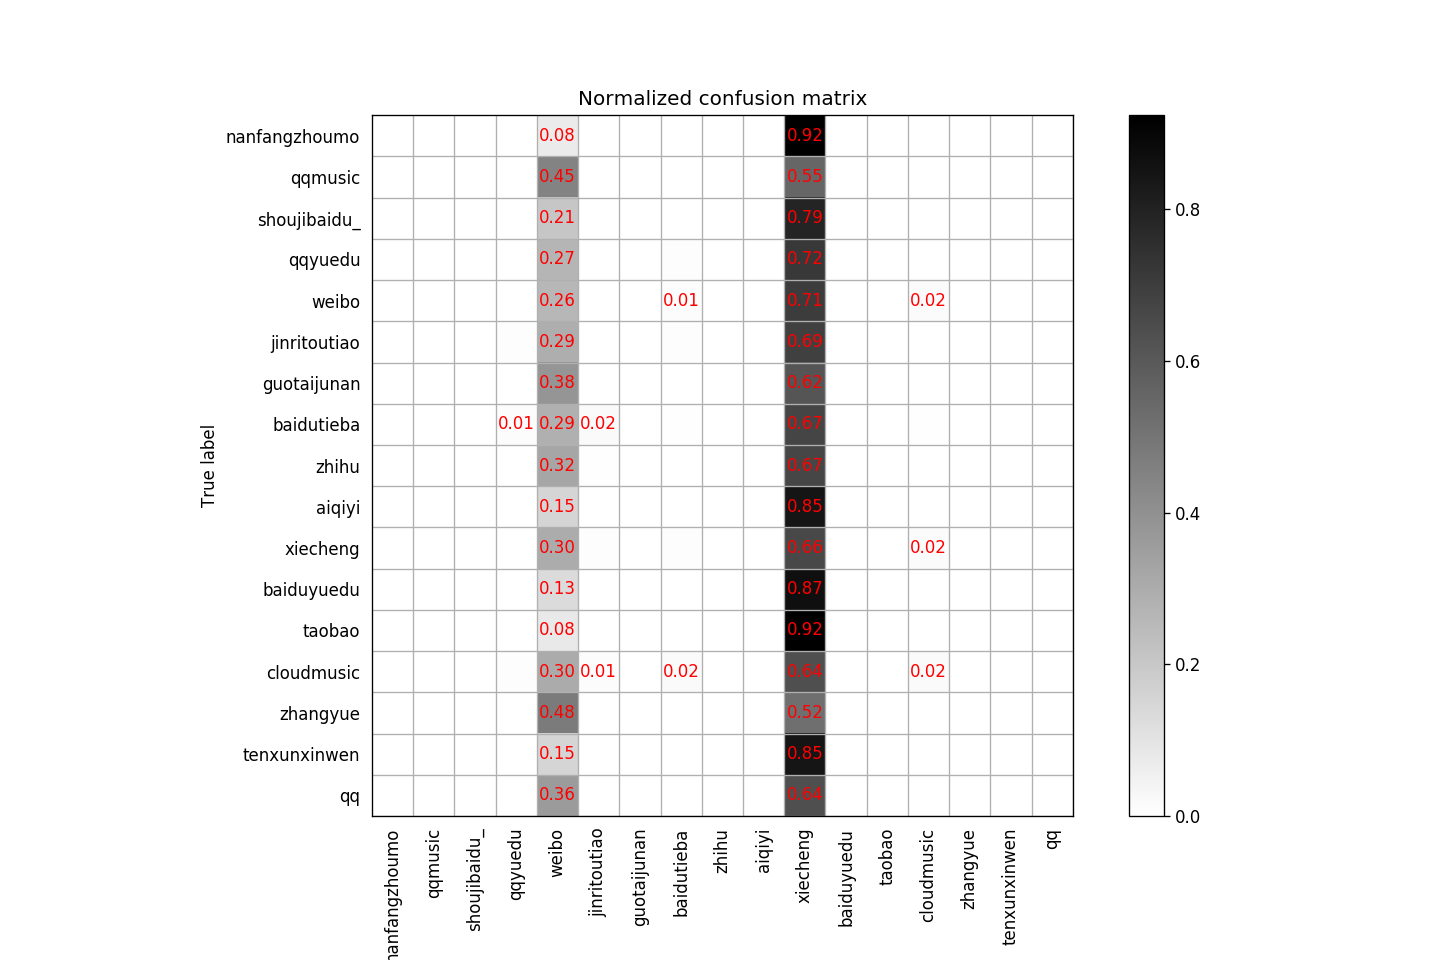 Normalized confusion matrix
nanfangzhoumo 0.08 0.92
qqmusic 0.45 0.55
shoujibaidu_ 0.21 0.79
qqyuedu 0.27 0.72
weibo 0.26 0.01 0.71 0.02
jinritoutiao 0.29 0.69
guotaijunan 0.38 0.62
baidutieba 0.01 0.29 0.02 0.67
zhihu 0.32 0.67
aiqiyi 0.15 0.85
xiecheng 0.30 0.66 0.02
baiduyuedu 0.13 0.87
taobao 0.08 0.92
cloudmusic 0.30 0.01 0.02 0.64 0.02
zhangyue 0.48 0.52
tenxunxinwen 0.15 0.85
qq 0.36 0.64
True label
nanfangzhoumo
qqmusic
shoujibaidu_
qqyuedu
weibo
jinritoutiao
guotaijunan
baidutieba
zhihu
aiqiyi
xiecheng
baiduyuedu
taobao
cloudmusic
zhangyue
tenxunxinwen
qq
0.8
0.6
0.4
0.2
0.0